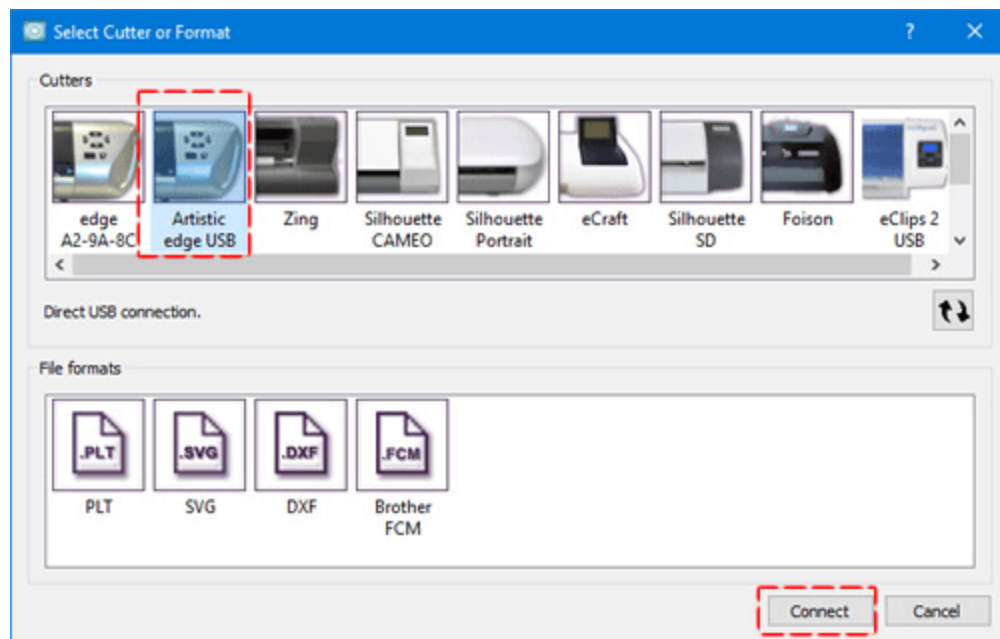 Select Cutter or Format
?
Cutters
edge
A2-9A-8C
Artistic
edge USB
Zing
Silhouette
CAMEO
Silhouette
Portrait
eCraft
Silhouette
SD
Foison
eClips 2
USB
Direct USB connection.
File formats
.PLT
.SVG
.DXF
.FCM
PLT
SVG
DXF
Brother
FCM
Connect
Cancel